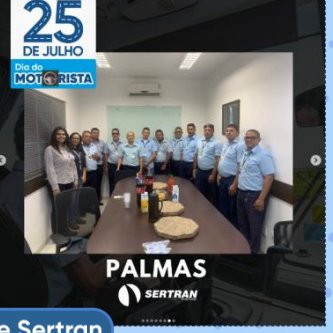 25
DE JULHO
Dia do
MOTORISTA
PALMAS
SERTRAN
e Sertran